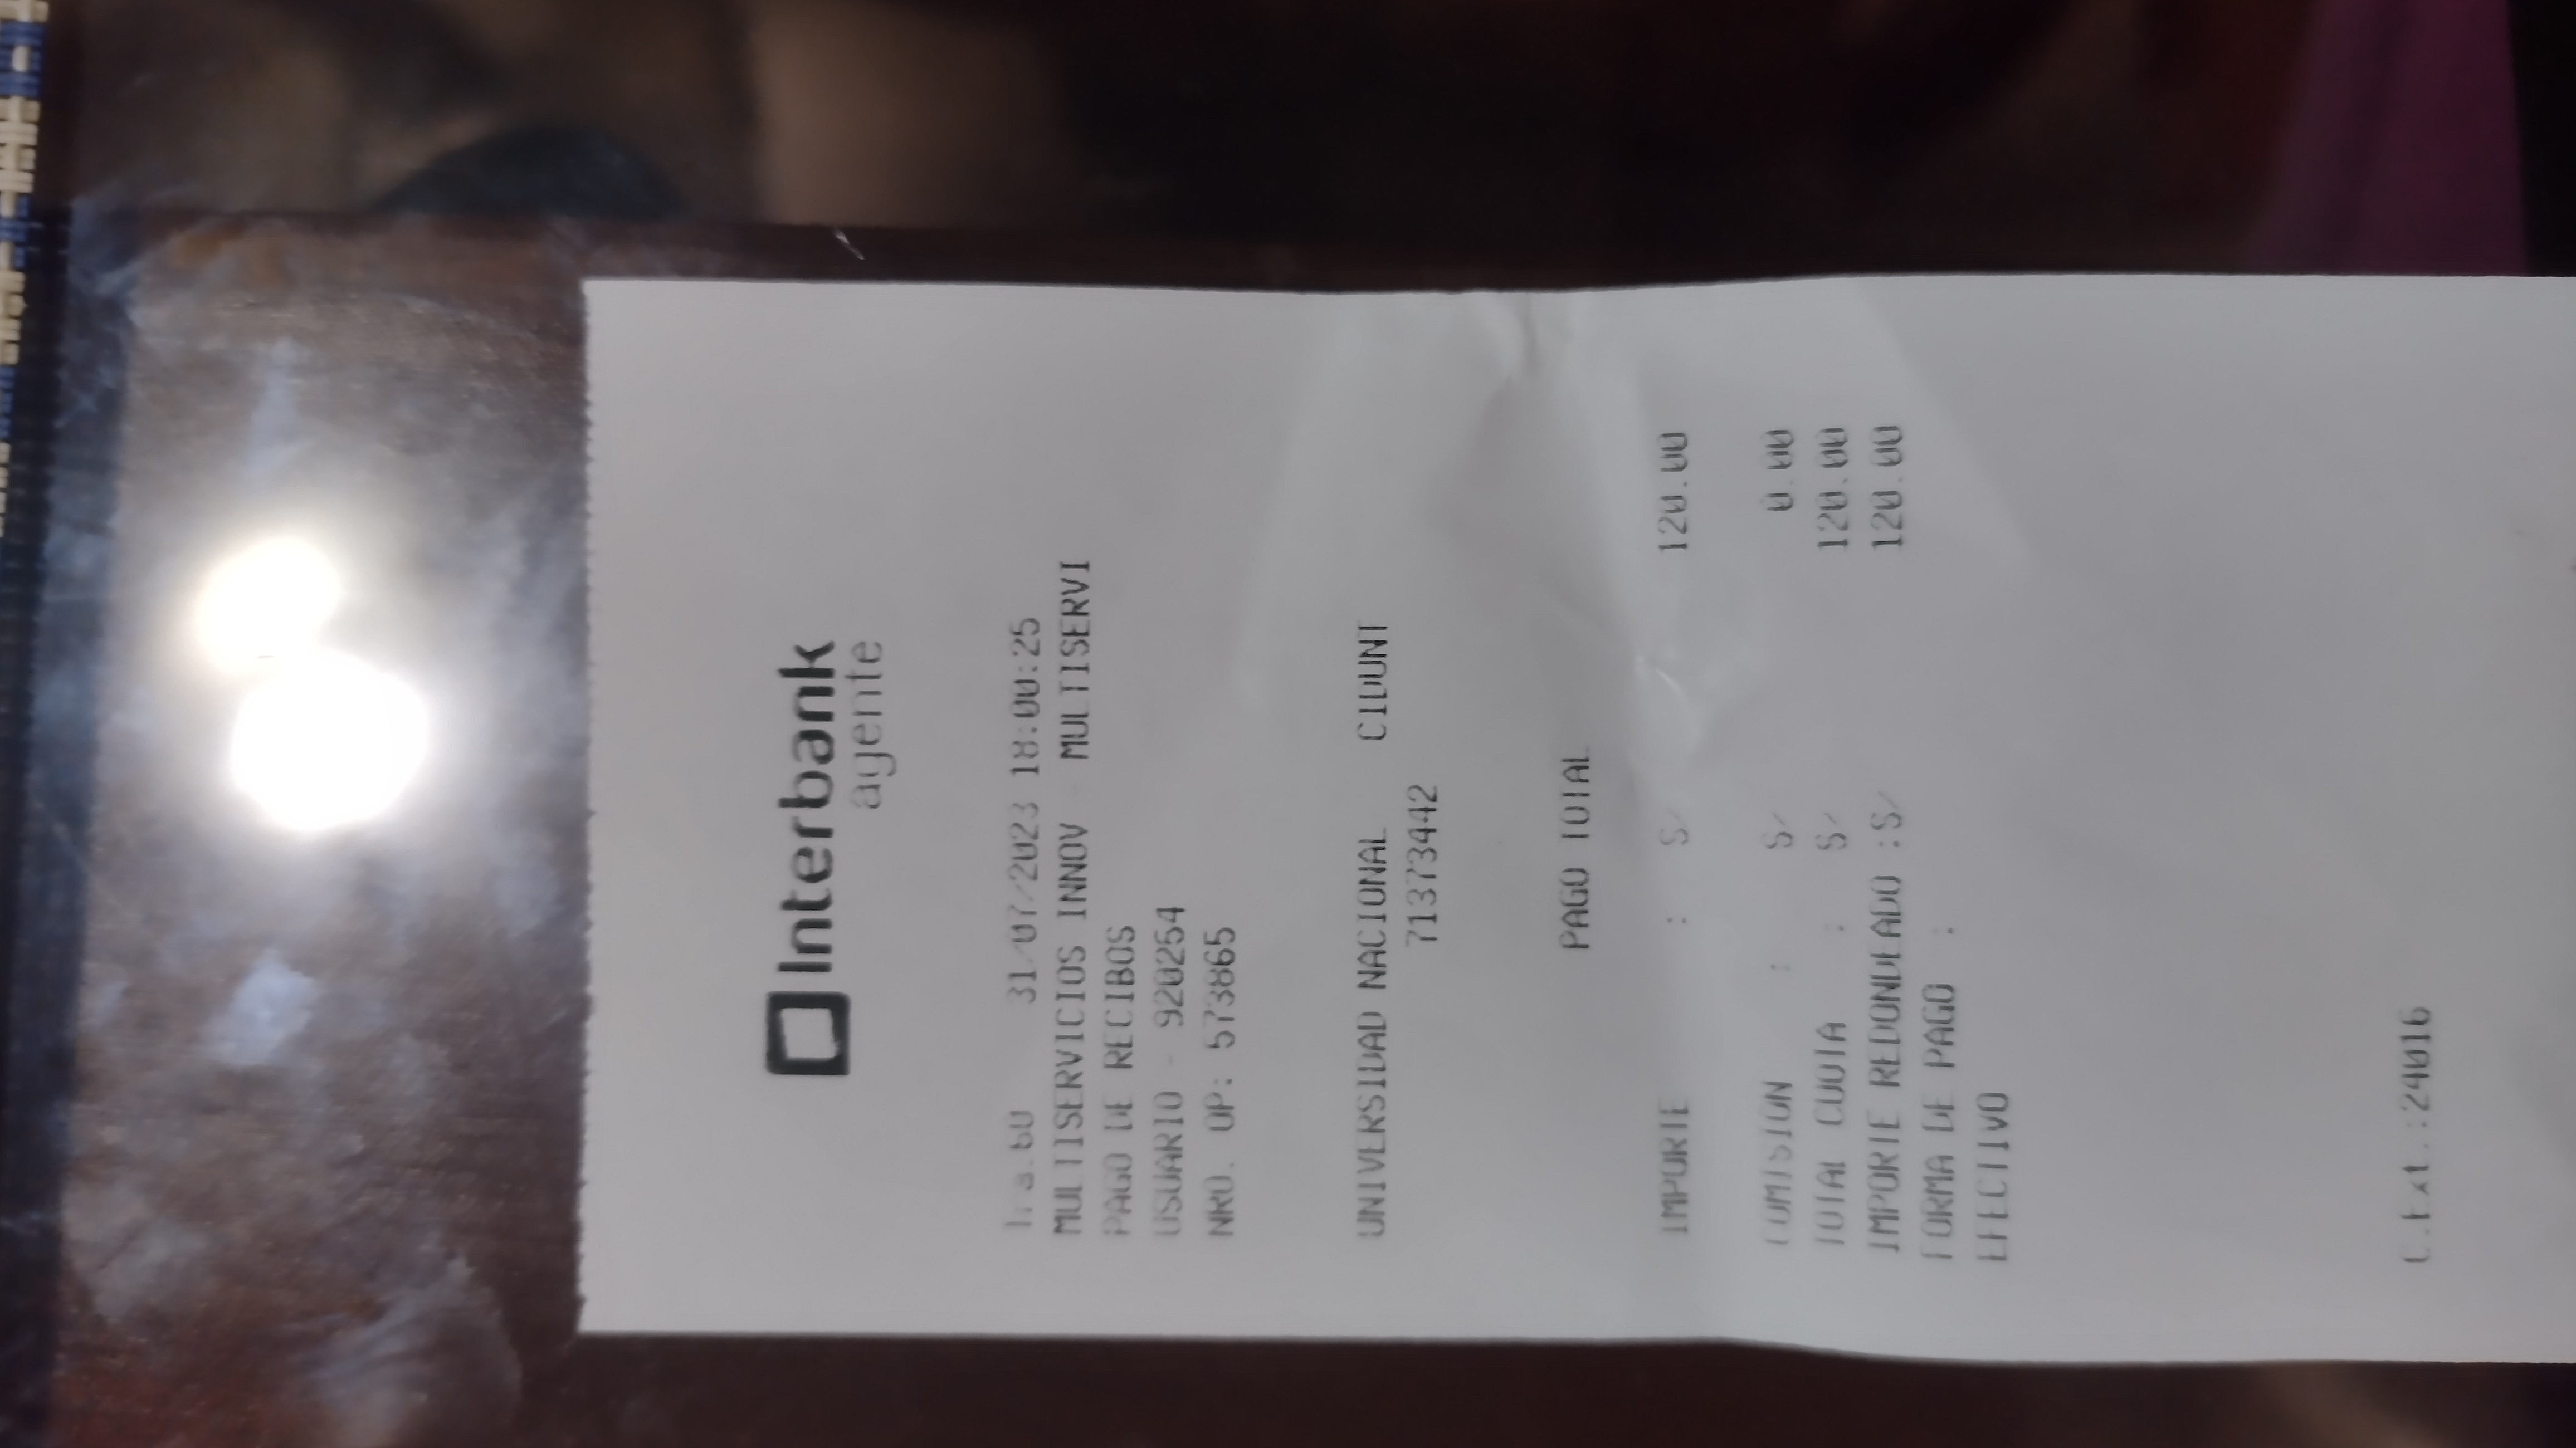 Interbank
agente
31/07/2023 18:00:25
MULTISERVICIOS INNOV - MULTISERVI
PAGO DE RECIBOS
USUARIO - 920254
NRO. OP: 573865
UNIVERSIDAD NACIONAL CIDUNT
71373442
PAGO TOTAL
IMPORTE : S/ 120.00
COMISION : S/ 0.00
TOTAL CUOTA : S/ 120.00
IMPORTE REDONDEADO :S/ 120.00
FORMA DE PAGO :
EFECTIVO
C.Ext.:24016